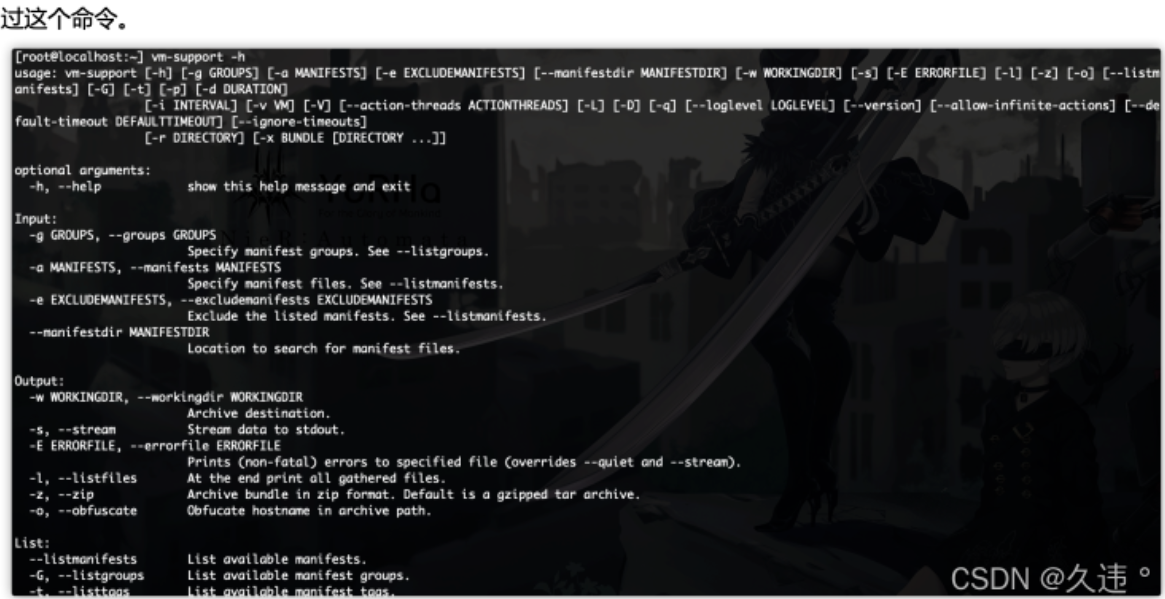 过这个命令。
[root@localhost:~] vm-support -h
usage: vm-support [-h] [-g GROUPS] [-a MANIFESTS] [-e EXCLUDEMANIFESTS] [--manifestdir MANIFESTDIR] [-w WORKINGDIR] [-s] [-E ERRORFILE] [-l] [-z] [-o] [--listm
anifests] [-G] [-t] [-p] [-d DURATION]
[-i INTERVAL] [-v VM] [-V] [--action-threads ACTIONTHREADS] [-L] [-D] [-q] [--loglevel LOGLEVEL] [--version] [--allow-infinite-actions] [--de
fault-timeout DEFAULTTIMEOUT] [--ignore-timeouts]
[-r DIRECTORY] [-x BUNDLE [DIRECTORY ...]]
optional arguments:
-h, --help show this help message and exit
YoRHa
Input:
-g GROUPS, --groups GROUPS
Specify manifest groups. See --listgroups.
-a MANIFESTS, --manifests MANIFESTS
Specify manifest files. See --listmanifests.
-e EXCLUDEMANIFESTS, --excludemanifests EXCLUDEMANIFESTS
Exclude the listed manifests. See --listmanifests.
--manifestdir MANIFESTDIR
Location to search for manifest files.
Output:
-w WORKINGDIR, --workingdir WORKINGDIR
Archive destination.
-s, --stream Stream data to stdout.
-E ERRORFILE, --errorfile ERRORFILE
Prints (non-fatal) errors to specified file (overrides --quiet and --stream).
-l, --listfiles At the end print all gathered files.
-z, --zip Archive bundle in zip format. Default is a gzipped tar archive.
-o, --obfuscate Obfucate hostname in archive path.
List:
--listmanifests List available manifests.
-G, --listgroups List available manifest groups.
-t, --listtags List available manifest tags.
CSDN @久违 °